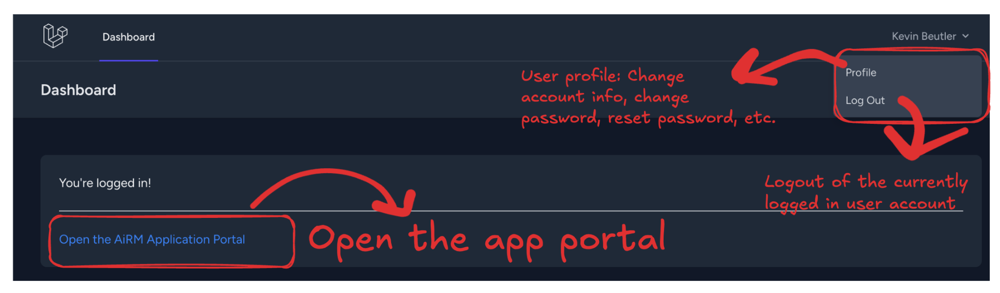 Dashboard
Kevin Beutler
Profile
Log Out
User profile: Change
account info, change
password, reset password, etc.
Dashboard
You're logged in!
Logout of the currently
logged in user account
Open the AiRM Application Portal
Open the app portal